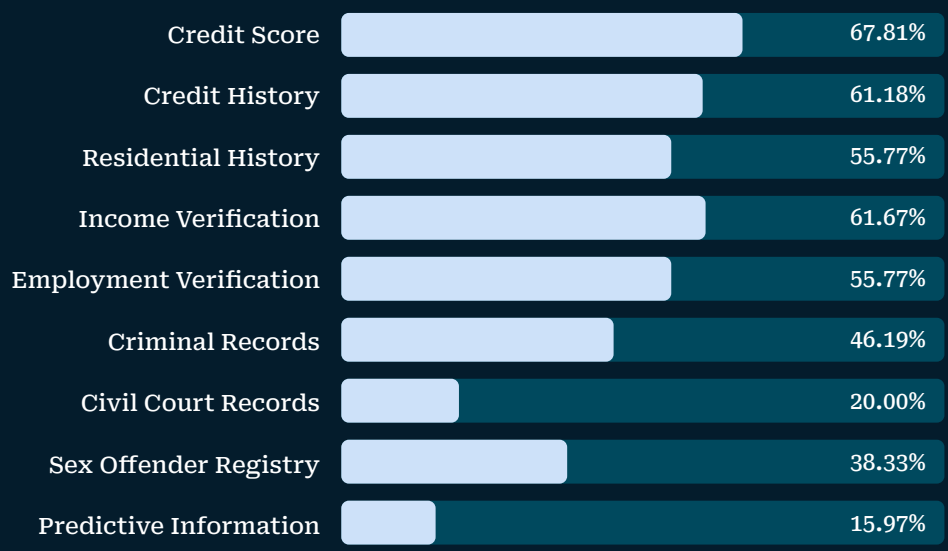 Credit Score 67.81%
Credit History 61.18%
Residential History 55.77%
Income Verification 61.67%
Employment Verification 55.77%
Criminal Records 46.19%
Civil Court Records 20.00%
Sex Offender Registry 38.33%
Predictive Information 15.97%